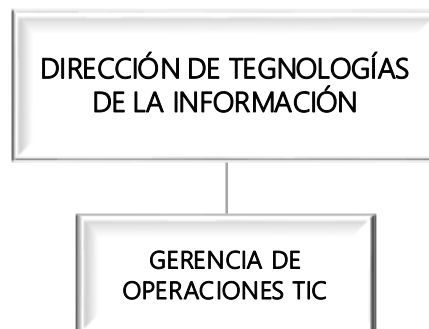 DIRECCIÓN DE TEGNOLOGÍAS
DE LA INFORMACIÓN
GERENCIA DE
OPERACIONES TIC